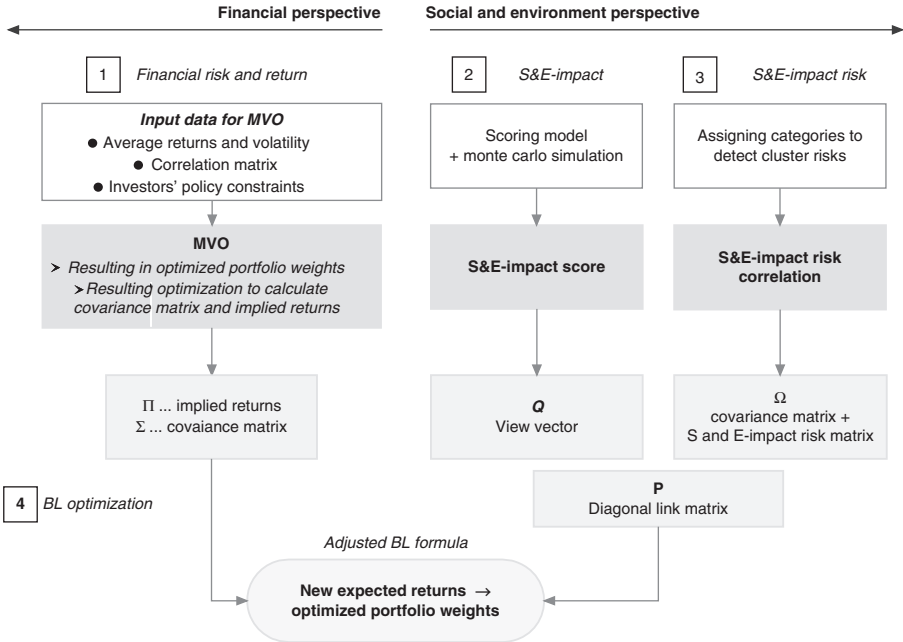 Financial perspective
Social and environment perspective
1
Financial risk and return
2
S&E-impact
3
S&E-impact risk
Input data for MVO
● Average returns and volatility
● Correlation matrix
● Investors' policy constraints
Scoring model
+ monte carlo simulation
Assigning categories to
detect cluster risks
MVO
➤ Resulting in optimized portfolio weights
➤ Resulting optimization to calculate
covariance matrix and implied returns
S&E-impact score
S&E-impact risk
correlation
Π ... implied returns
Σ ... covaiance matrix
Q
View vector
Ω
covariance matrix +
S and E-impact risk matrix
4
BL optimization
P
Diagonal link matrix
Adjusted BL formula
New expected returns →
optimized portfolio weights